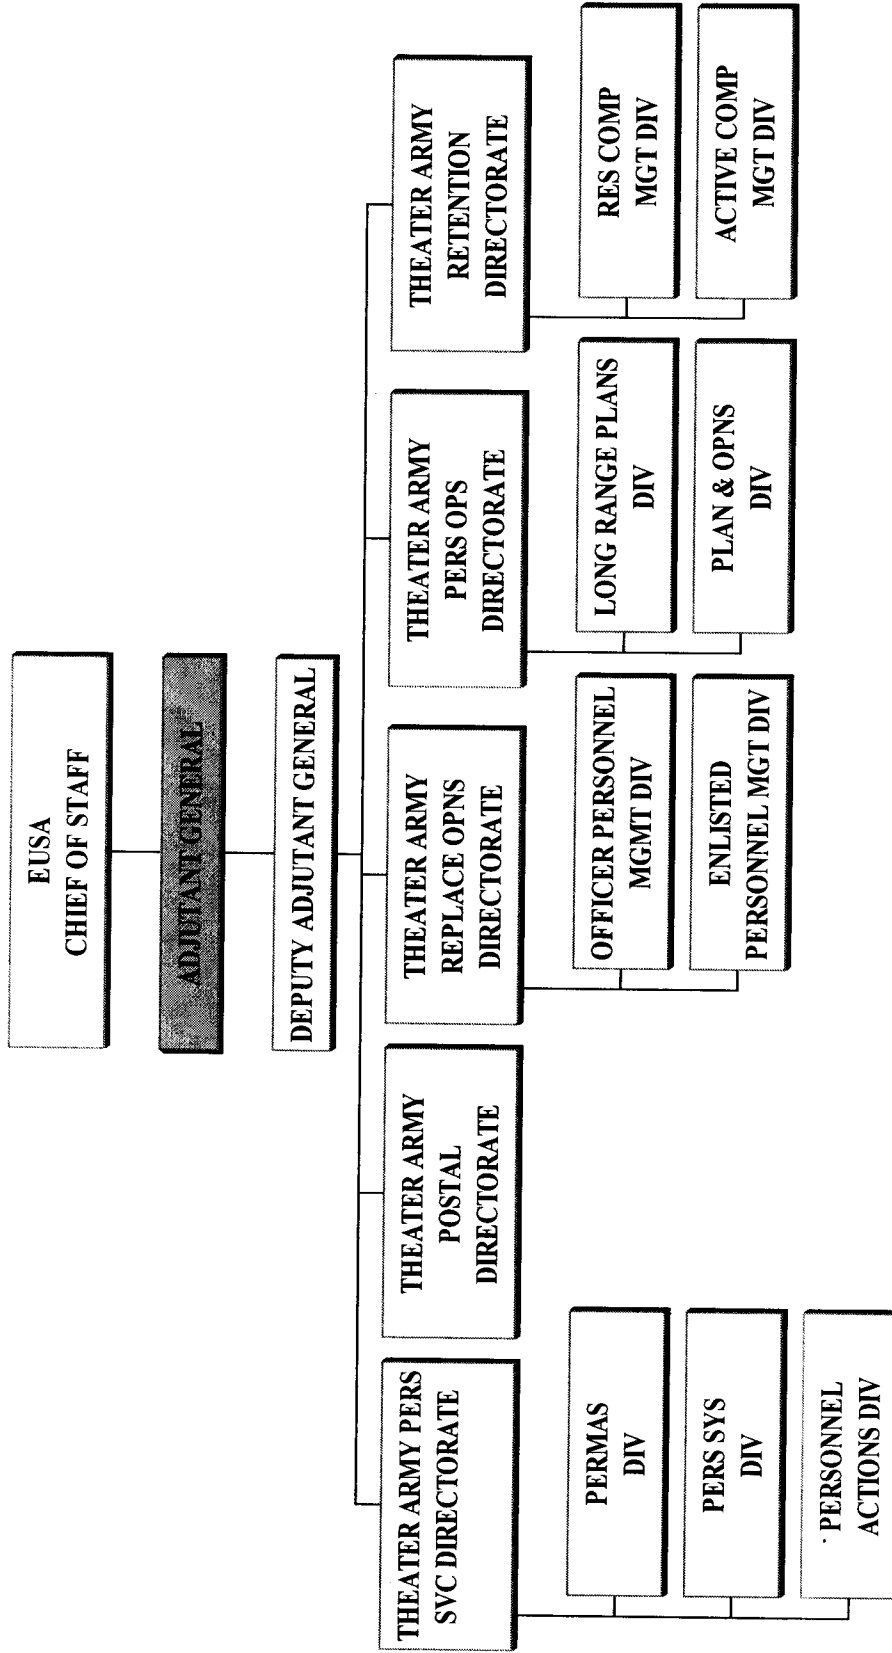 EUSA
CHIEF OF STAFF
ADJUTANT GENERAL
DEPUTY ADJUTANT GENERAL
THEATER ARMY PERS
SVC DIRECTORATE
PERMAS
DIV
PERS SYS
DIV
PERSONNEL
ACTIONS DIV
THEATER ARMY
POSTAL
DIRECTORATE
THEATER ARMY
REPLACE OPNS
DIRECTORATE
OFFICER PERSONNEL
MGMT DIV
ENLISTED
PERSONNEL MGT DIV
THEATER ARMY
PERS OPS
DIRECTORATE
LONG RANGE PLANS
DIV
PLAN & OPNS
DIV
THEATER ARMY
RETENTION
DIRECTORATE
RES COMP
MGT DIV
ACTIVE COMP
MGT DIV